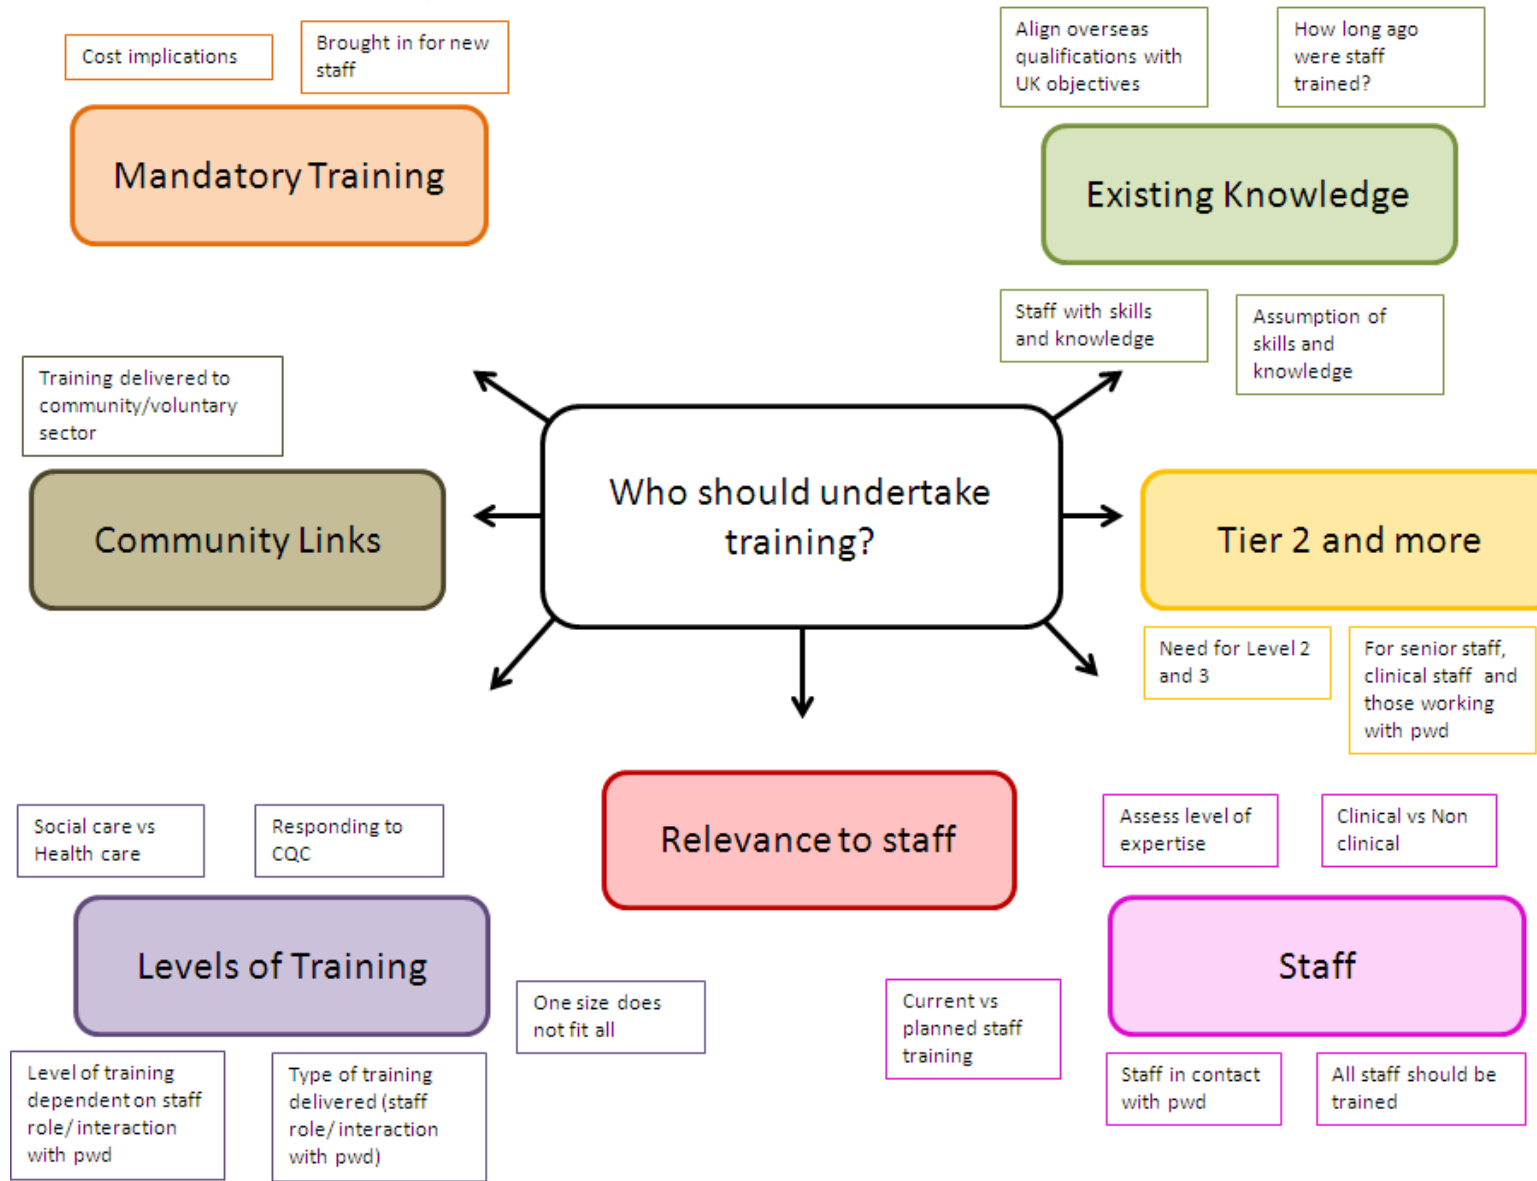 Cost implications
Brought in for new
staff
Mandatory Training
Align overseas
qualifications with
UK objectives
How long ago
were staff
trained?
Existing Knowledge
Staff with skills
and knowledge
Assumption of
skills and
knowledge
Training delivered to
community/voluntary
sector
Community Links
Who should undertake
training?
Tier 2 and more
Need for Level 2
and 3
For senior staff,
clinical staff and
those working
with pwd
Relevance to staff
Social care vs
Health care
Responding to
CQC
Levels of Training
One size does
not fit all
Level of training
dependent on staff
role/ interaction
with pwd
Type of training
delivered (staff
role/ interaction
with pwd)
Assess level of
expertise
Clinical vs Non
clinical
Staff
Current vs
planned staff
training
Staff in contact
with pwd
All staff should be
trained